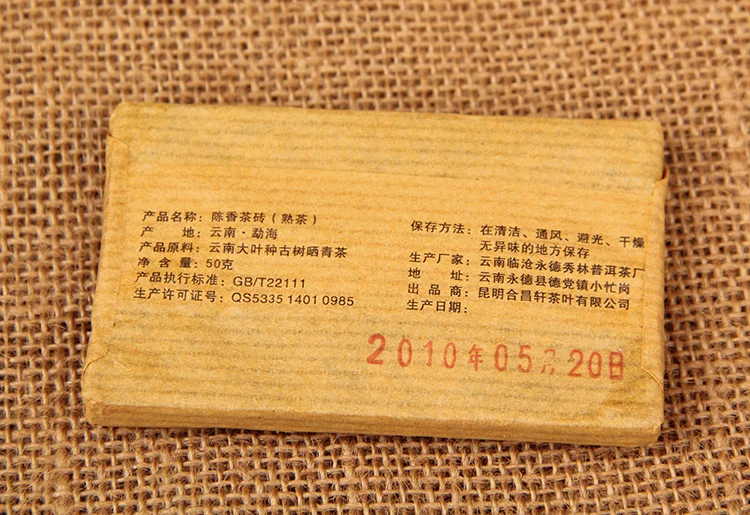 产品名称：陈香茶砖（熟茶）
产　　地：云南·勐海
产品原料：云南大叶种古树晒青茶
净 含 量：50克
产品执行标准：GB/T22111
生产许可证号：QS5335 1401 0985
保存方法：在清洁、通风、避光、干燥
无异味的地方保存
生产厂家：云南临沧永德秀林普洱茶厂
地　　址：云南永德县德党镇小忙岗
出 品 商：昆明合昌轩茶叶有限公司
生产日期：
2010年05月20日